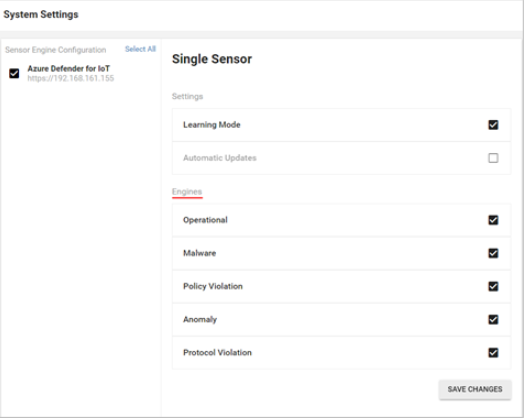 System Settings
Sensor Engine Configuration Select All
Azure Defender for IoT
https://192.168.161.155
Single Sensor
Settings
Learning Mode
Automatic Updates
Engines
Operational
Malware
Policy Violation
Anomaly
Protocol Violation
SAVE CHANGES